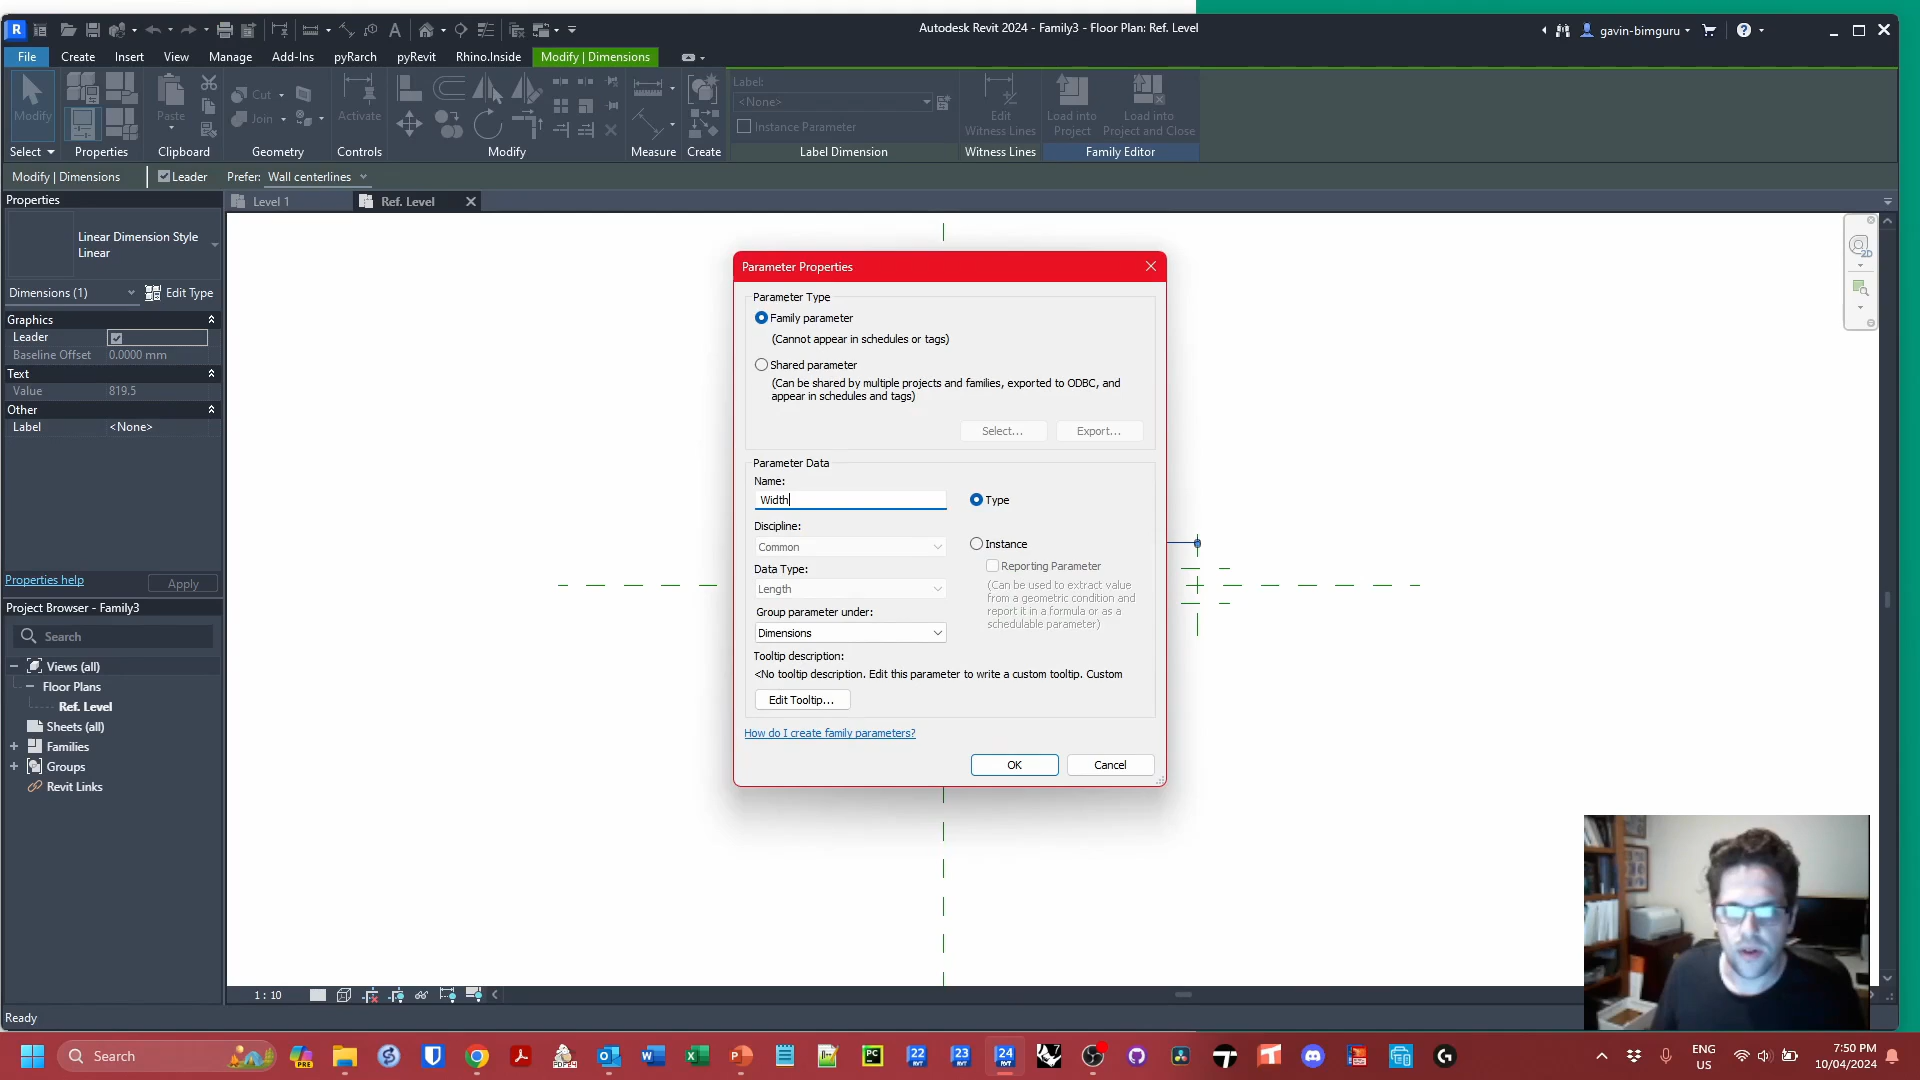 Autodesk Revit 2024 - Family3 - Floor Plan: Ref. Level
gavin-bimguru
File Create Insert View Manage Add-Ins pyRarch pyRevit Rhino.Inside Modify | Dimensions
Modify
Paste
Cut
Join
Activate
Label:
<None>
Instance Parameter
Edit
Witness Lines
Load into
Project
Load into
Project and Close
Select Properties Clipboard Geometry Controls Modify Measure Create Label Dimension Witness Lines Family Editor
Modify | Dimensions Leader Prefer: Wall centerlines
Properties
Level 1
Ref. Level
Linear Dimension Style
Linear
Dimensions (1) Edit Type
Graphics
Leader
Baseline Offset 0.0000 mm
Text
Value 819.5
Other
Label <None>
Properties help Apply
Project Browser - Family3
Search
Views (all)
Floor Plans
Ref. Level
Sheets (all)
Families
Groups
Revit Links
Parameter Properties
Parameter Type
Family parameter
(Cannot appear in schedules or tags)
Shared parameter
(Can be shared by multiple projects and families, exported to ODBC, and
appear in schedules and tags)
Select... Export...
Parameter Data
Name:
Width
Type
Discipline:
Common
Instance
Reporting Parameter
(Can be used to extract value
from a geometric condition and
report it in a formula or as a
schedulable parameter)
Data Type:
Length
Group parameter under:
Dimensions
Tooltip description:
<No tooltip description. Edit this parameter to write a custom tooltip. Custom
Edit Tooltip...
How do I create family parameters?
OK Cancel
1 : 10
Ready
Search
ENG
US
7:50 PM
10/04/2024